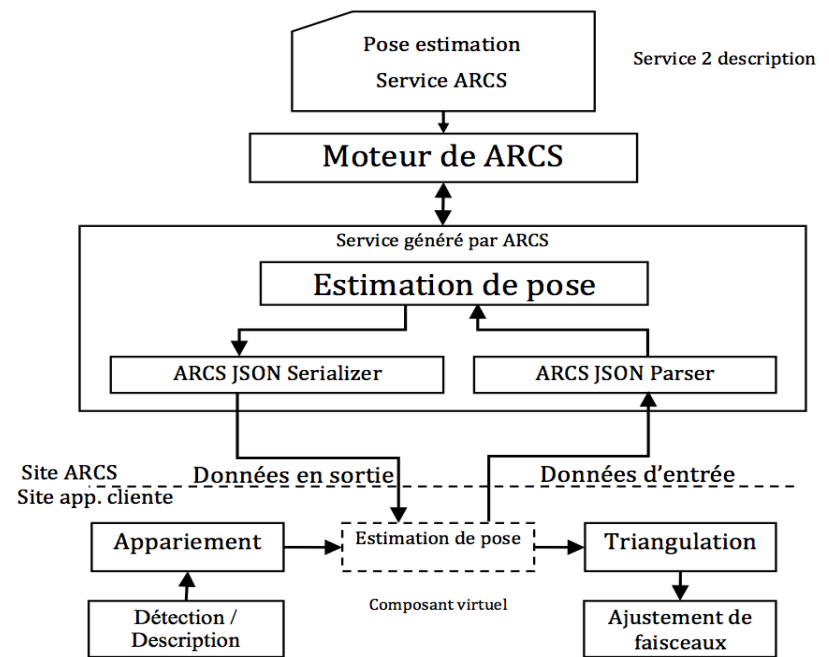 Pose estimation
Service ARCS
Service 2 description
Moteur de ARCS
Service généré par ARCS
Estimation de pose
ARCS JSON Serializer
ARCS JSON Parser
Site ARCS
Données en sortie
Données d'entrée
Site app. cliente
Appariement
Estimation de pose
Triangulation
Composant virtuel
Détection /
Description
Ajustement de
faisceaux